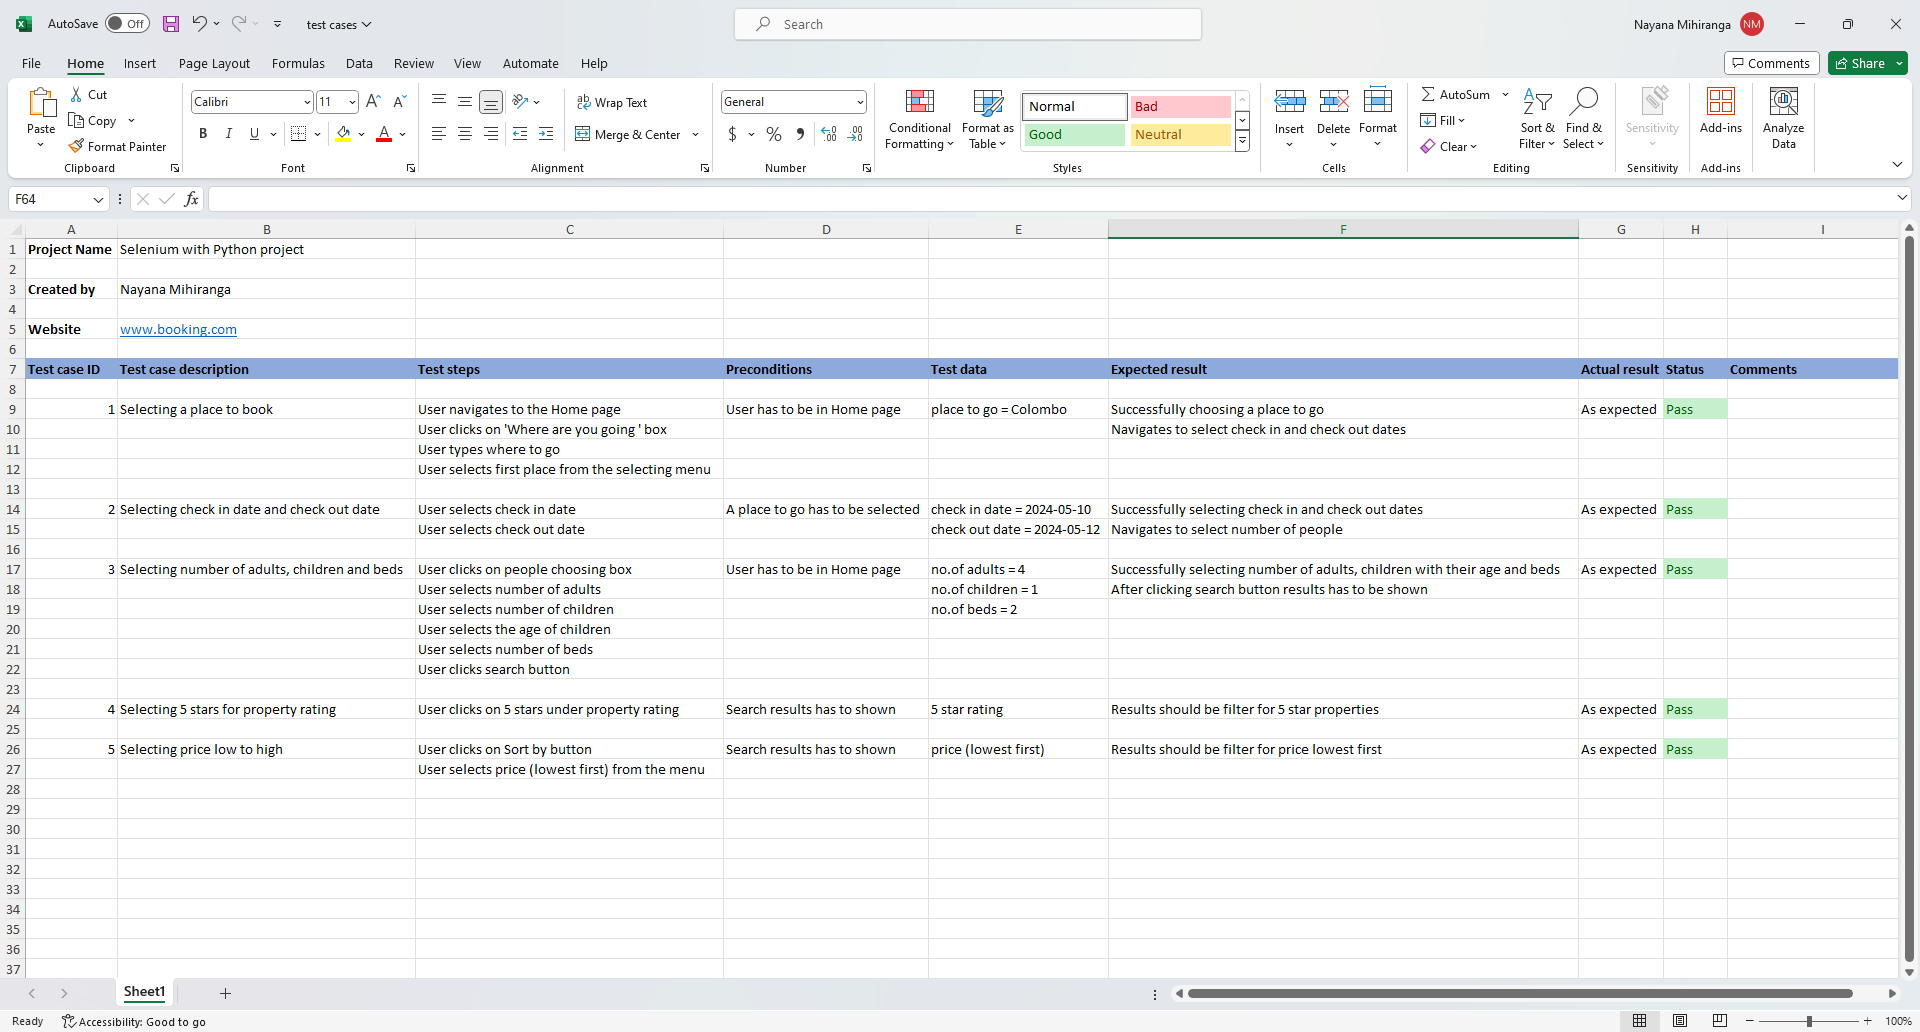 AutoSave Off test cases Search Nayana Mihiranga NM
File Home Insert Page Layout Formulas Data Review View Automate Help Comments Share
Paste Cut Copy Format Painter Clipboard
Calibri 11 B I U A Font
Wrap Text Merge & Center Alignment
General $ % Number
Conditional Formatting Format as Table Normal Bad Good Neutral Styles
Insert Delete Format Cells
AutoSum Fill Clear Sort & Filter Find & Select Editing
Sensitivity Sensitivity
Add-ins Add-ins
Analyze Data
F64 fx
A B C D E F G H I
1 Project Name Selenium with Python project
2
3 Created by Nayana Mihiranga
4
5 Website www.booking.com
6
7 Test case ID Test case description Test steps Preconditions Test data Expected result Actual result Status Comments
8
9 1 Selecting a place to book User navigates to the Home page User has to be in Home page place to go = Colombo Successfully choosing a place to go As expected Pass
10 User clicks on 'Where are you going ' box Navigates to select check in and check out dates
11 User types where to go
12 User selects first place from the selecting menu
13
14 2 Selecting check in date and check out date User selects check in date A place to go has to be selected check in date = 2024-05-10 Successfully selecting check in and check out dates As expected Pass
15 User selects check out date check out date = 2024-05-12 Navigates to select number of people
16
17 3 Selecting number of adults, children and beds User clicks on people choosing box User has to be in Home page no.of adults = 4 Successfully selecting number of adults, children with their age and beds As expected Pass
18 User selects number of adults no.of children = 1 After clicking search button results has to be shown
19 User selects number of children no.of beds = 2
20 User selects the age of children
21 User selects number of beds
22 User clicks search button
23
24 4 Selecting 5 stars for property rating User clicks on 5 stars under property rating Search results has to shown 5 star rating Results should be filter for 5 star properties As expected Pass
25
26 5 Selecting price low to high User clicks on Sort by button Search results has to shown price (lowest first) Results should be filter for price lowest first As expected Pass
27 User selects price (lowest first) from the menu
28
29
30
31
32
33
34
35
36
37
Sheet1
Ready Accessibility: Good to go 100%